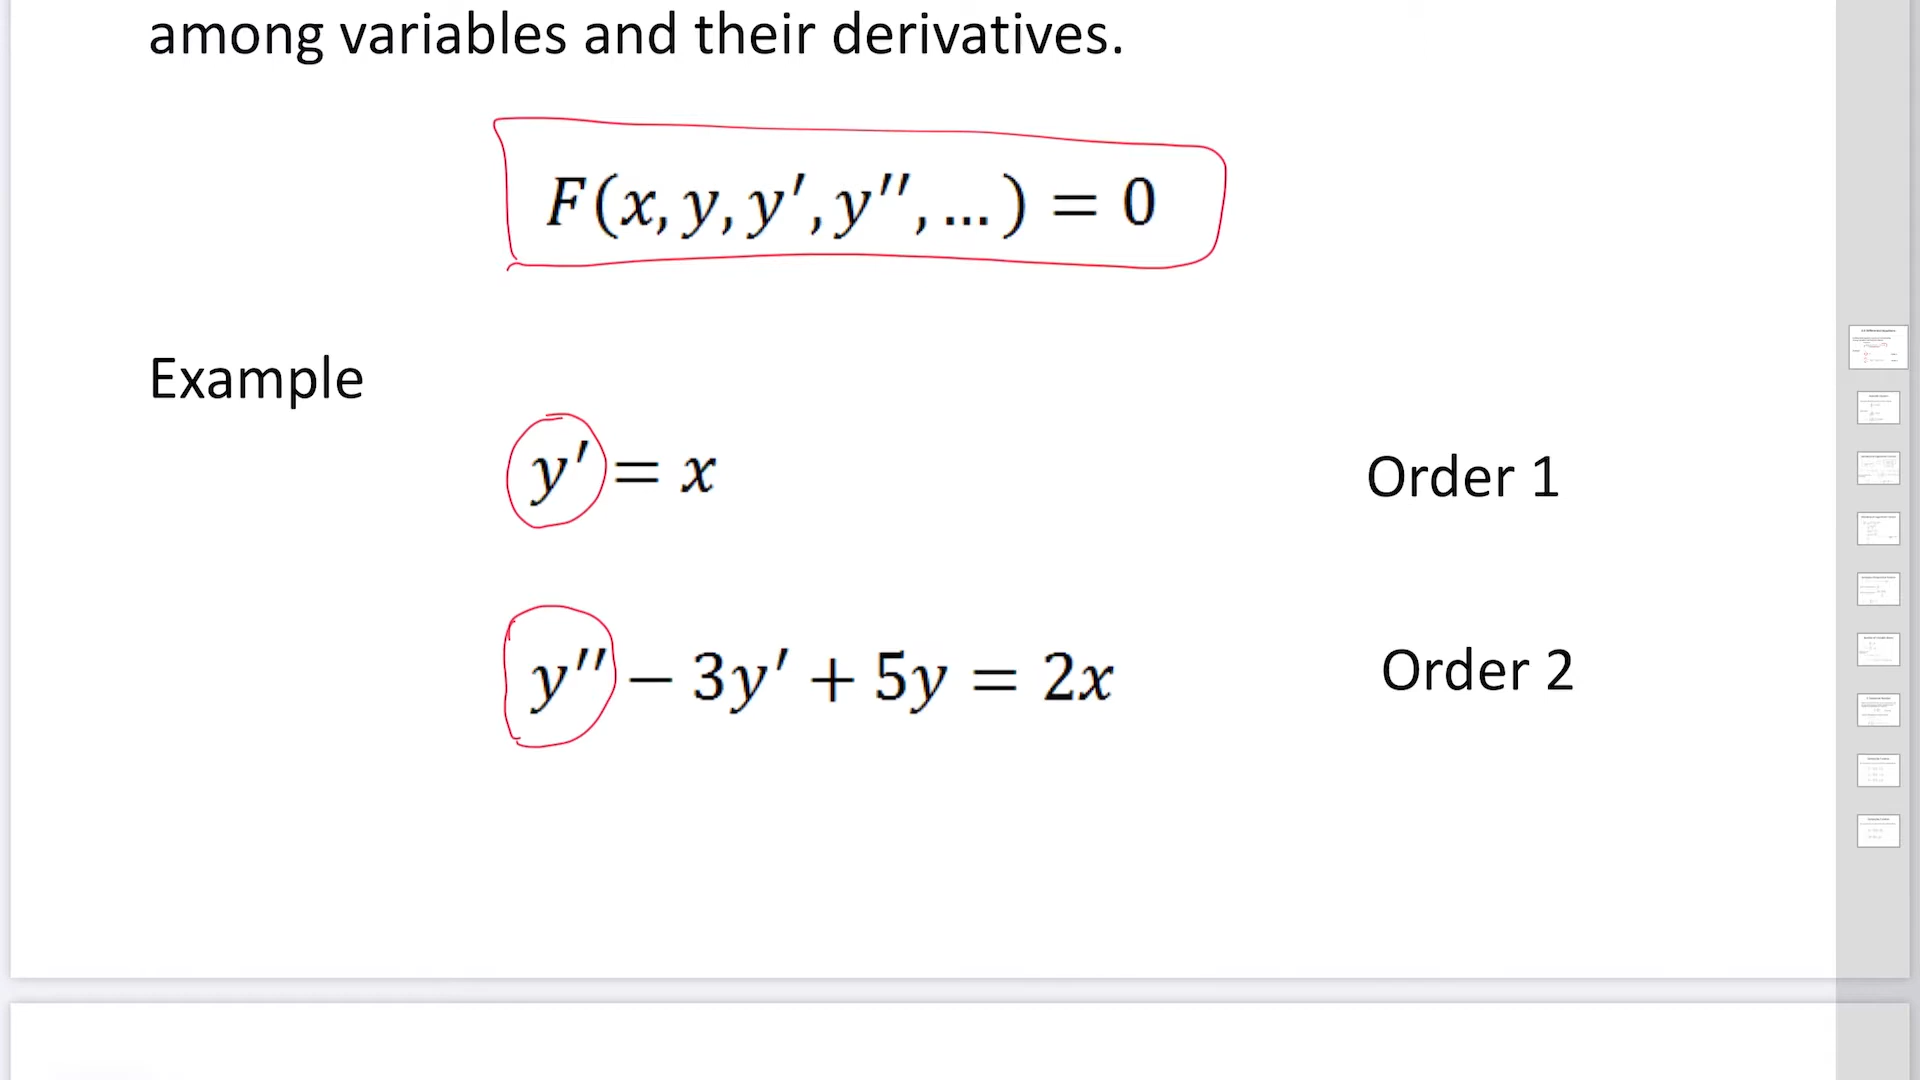 among variables and their derivatives.
F(x, y, y′, y′′, … ) = 0
Example
y′ = x
Order 1
y′′ − 3y′ + 5y = 2x
Order 2